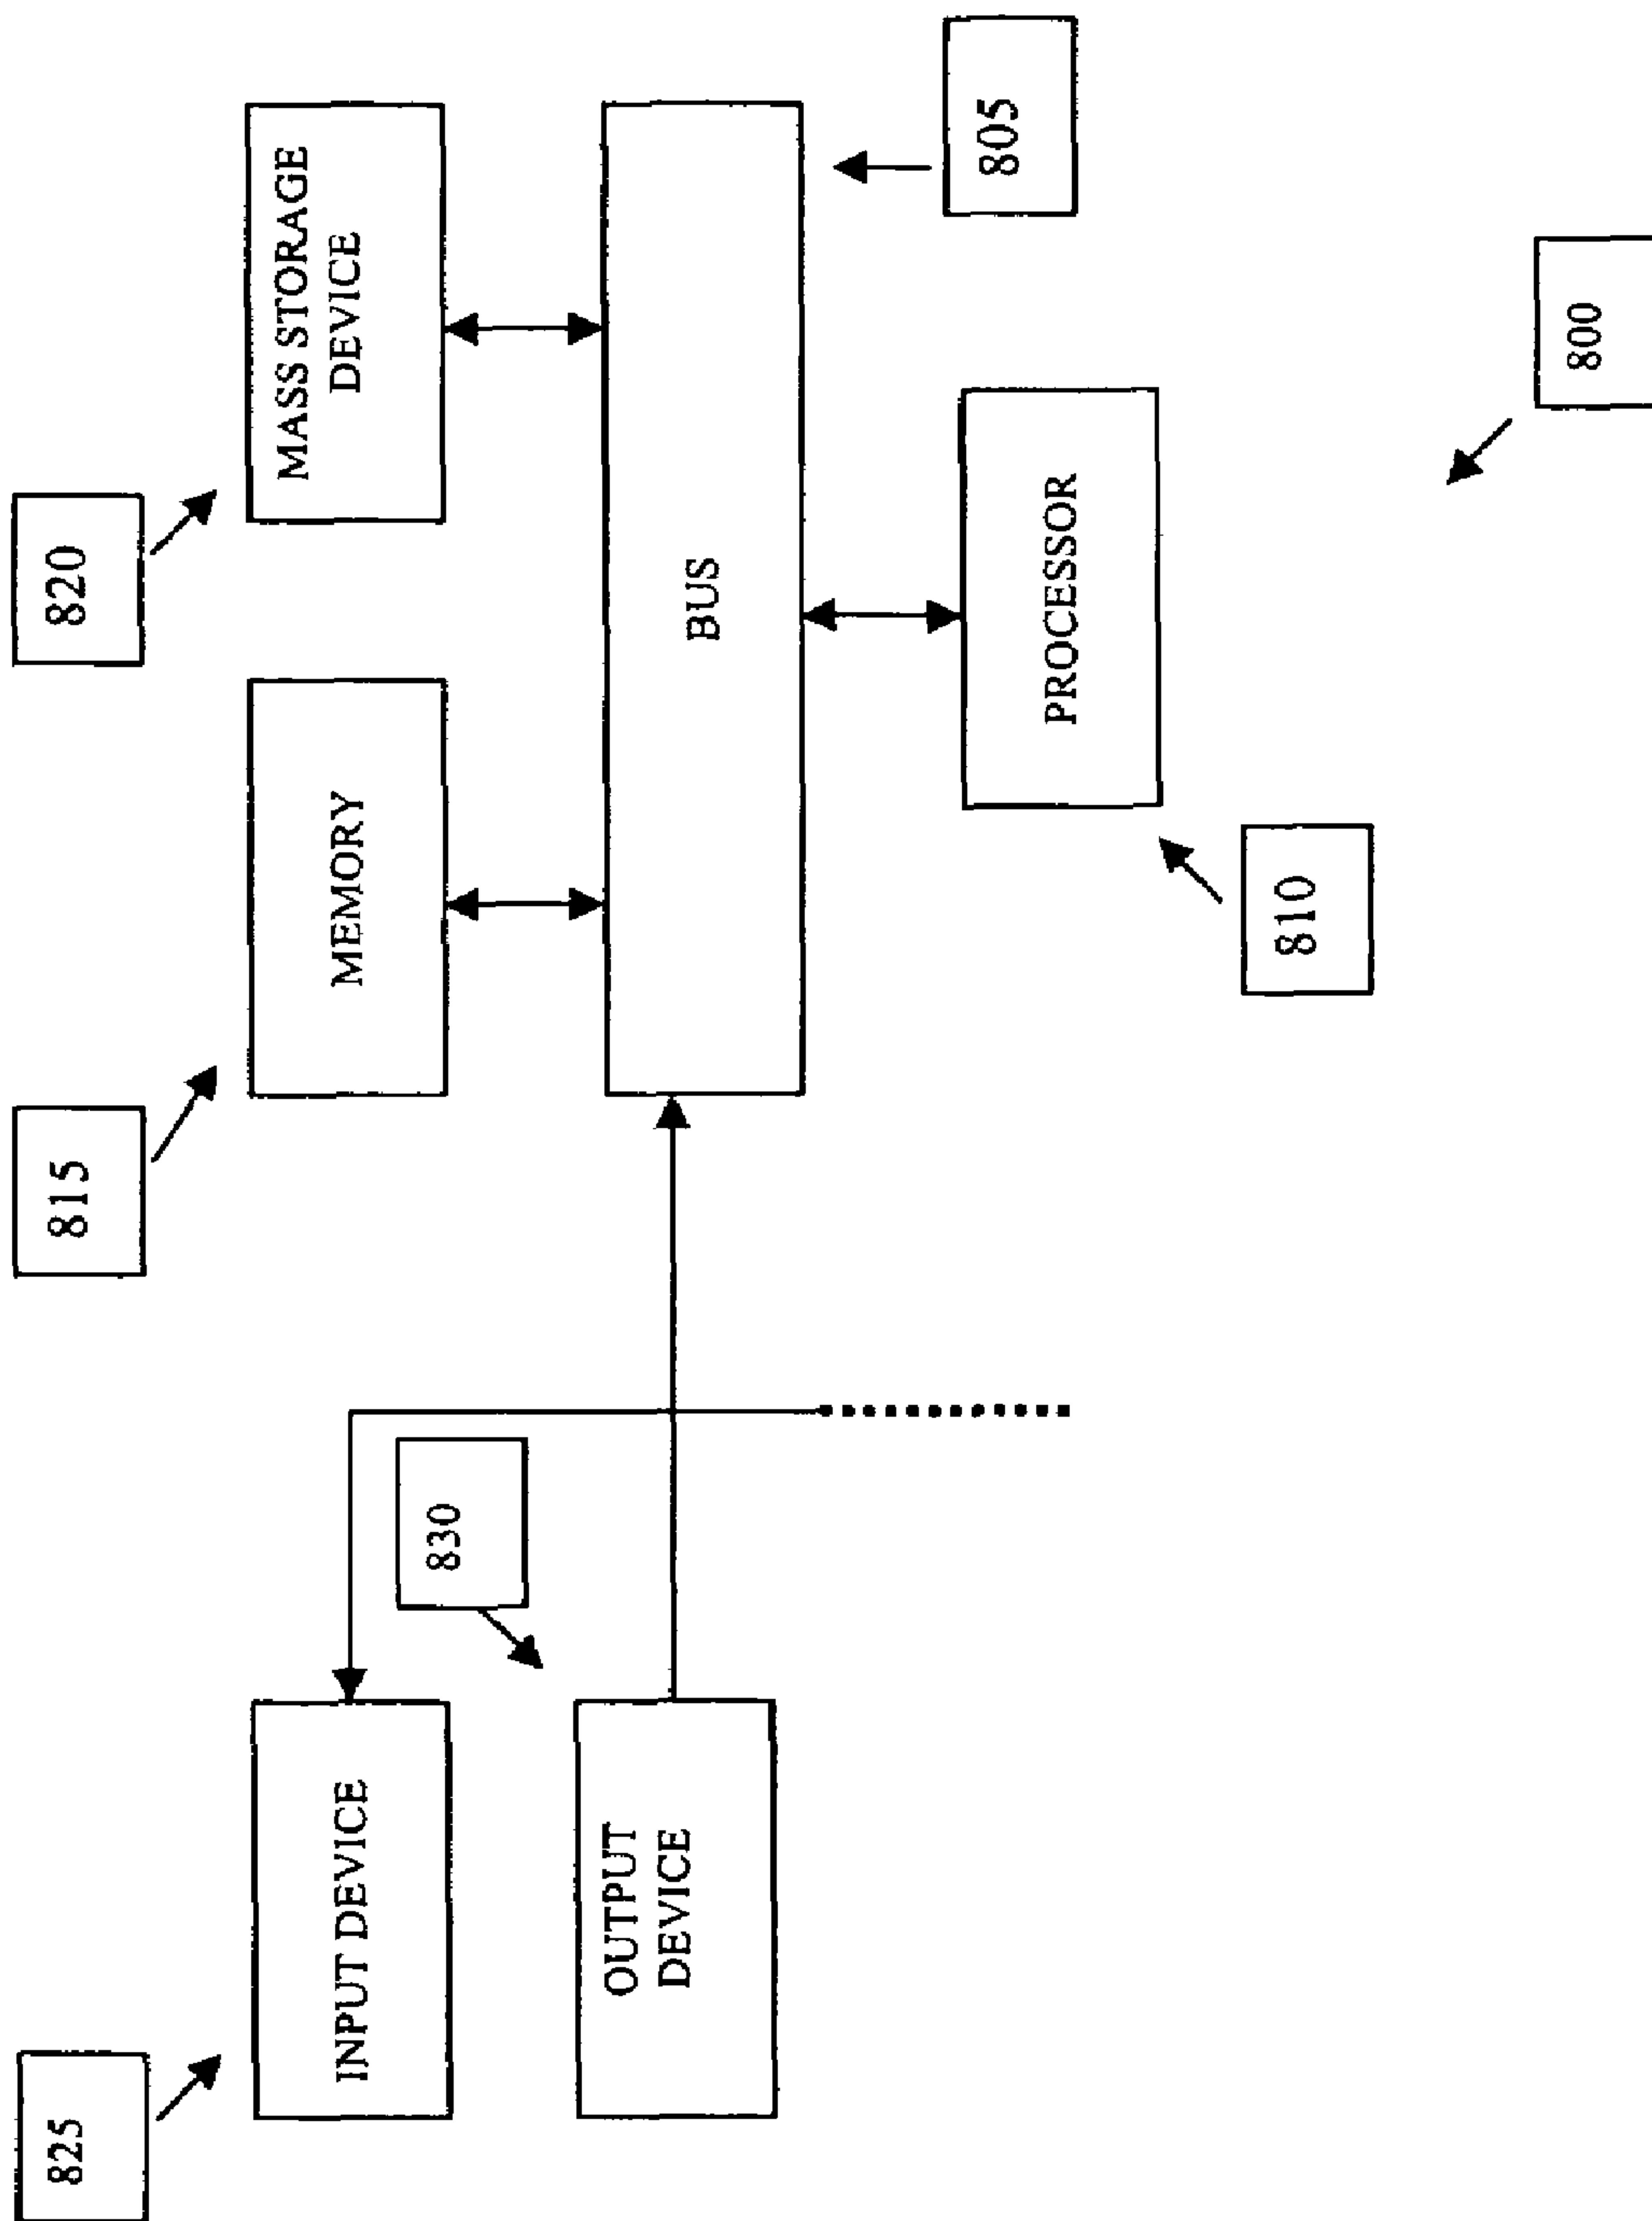 825
815
820
INPUT DEVICE
MEMORY
MASS STORAGE
DEVICE
830
OUTPUT
DEVICE
BUS
805
PROCESSOR
810
800